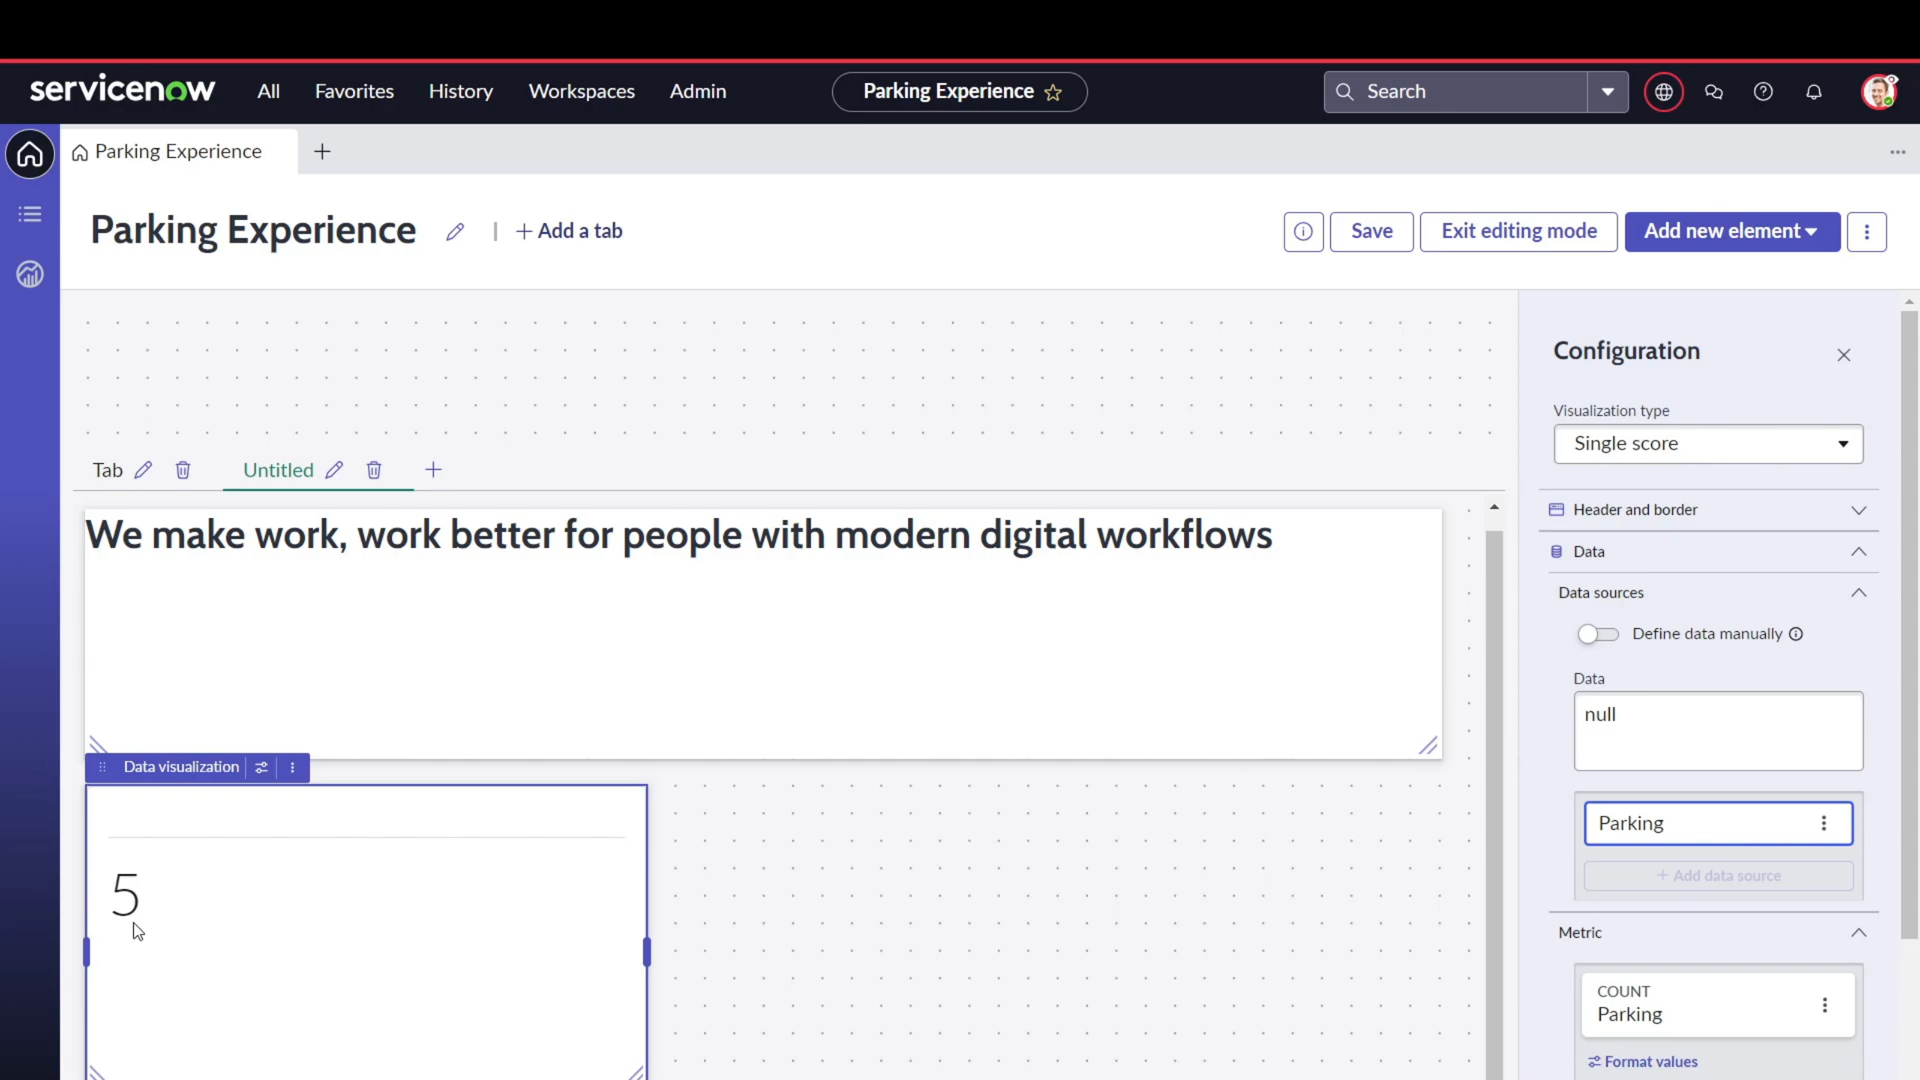 servicenow
All
Favorites
History
Workspaces
Admin
Parking Experience
Search
Parking Experience
Parking Experience
Add a tab
Save
Exit editing mode
Add new element
Tab
Untitled
We make work, work better for people with modern digital workflows
Data visualization
5
Configuration
Visualization type
Single score
Header and border
Data
Data sources
Define data manually
Data
null
Parking
+ Add data source
Metric
COUNT
Parking
Format values